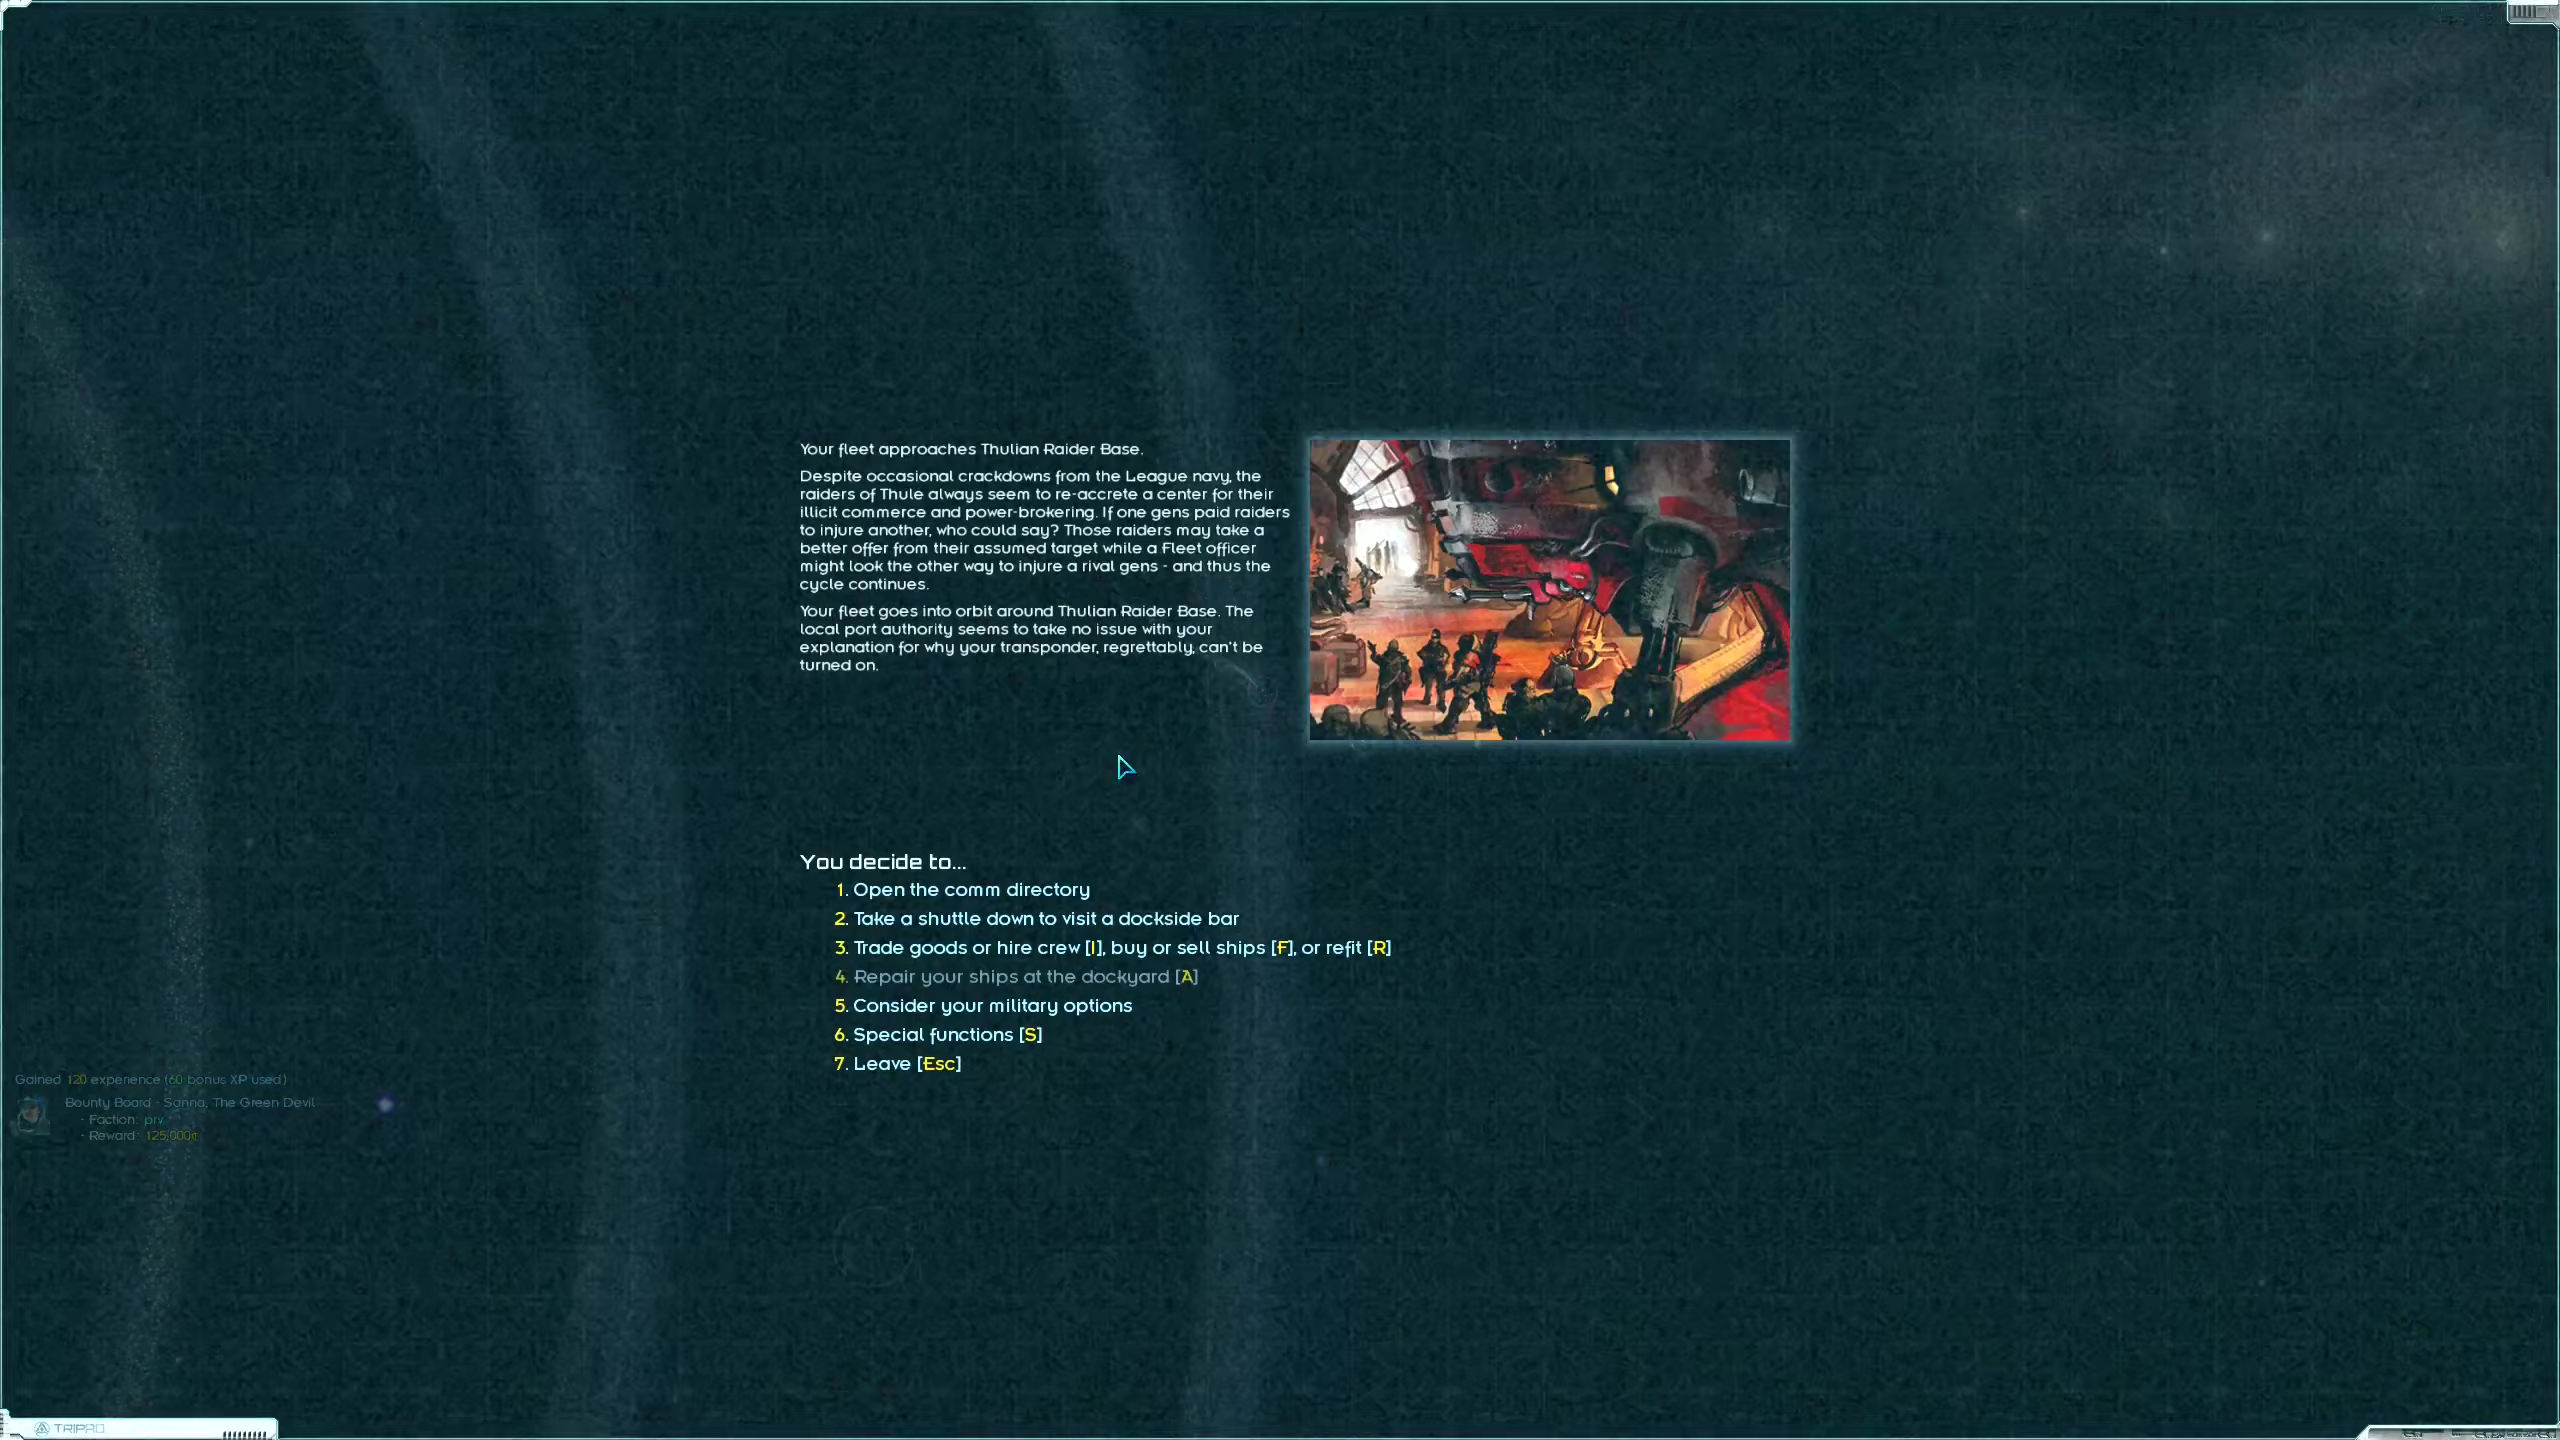 Your fleet approaches Thulian Raider Base.
Despite occasional crackdowns from the League navy, the
raiders of Thule always seem to re-accrete a center for their
illicit commerce and power-brokering. If one gens paid raiders
to injure another, who could say? Those raiders may take a
better offer from their assumed target while a Fleet officer
might look the other way to injure a rival gens - and thus the
cycle continues.
Your fleet goes into orbit around Thulian Raider Base. The
local port authority seems to take no issue with your
explanation for why your transponder, regrettably, can't be
turned on.
You decide to...
1. Open the comm directory
2. Take a shuttle down to visit a dockside bar
3. Trade goods or hire crew [I], buy or sell ships [F], or refit [R]
4. Repair your ships at the dockyard [A]
5. Consider your military options
6. Special functions [S]
7. Leave [Esc]
Gained 120 experience (60 bonus XP used)
Bounty Board - Sanna, The Green Devil
- Faction: prv
- Reward: 125,000¢
TRIPAD